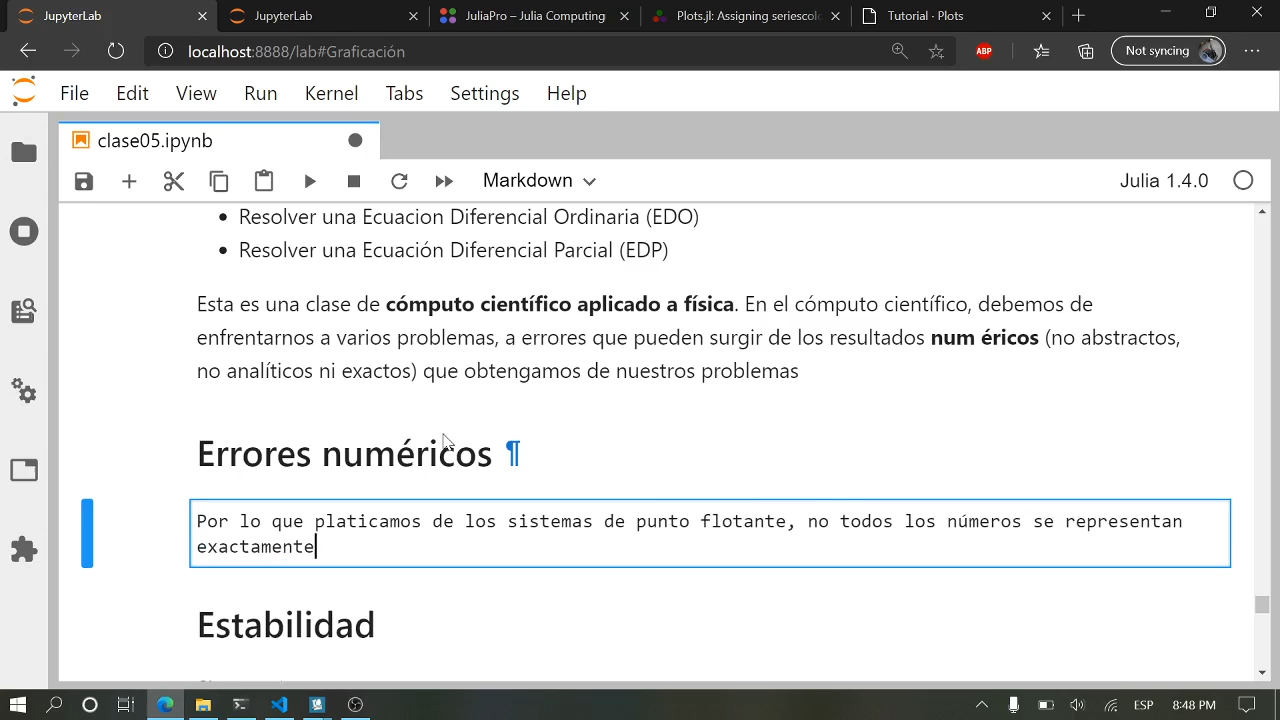 JupyterLab
JupyterLab
JuliaPro – Julia Computing
Plots.jl: Assigning seriescolo
Tutorial · Plots
localhost:8888/lab#Graficación
ABP
Not syncing
File Edit View Run Kernel Tabs Settings Help
clase05.ipynb
Markdown
Julia 1.4.0
Resolver una Ecuacion Diferencial Ordinaria (EDO)
Resolver una Ecuación Diferencial Parcial (EDP)
Esta es una clase de cómputo científico aplicado a física. En el cómputo científico, debemos de
enfrentarnos a varios problemas, a errores que pueden surgir de los resultados num éricos (no abstractos,
no analíticos ni exactos) que obtengamos de nuestros problemas
Errores numéricos ¶
Por lo que platicamos de los sistemas de punto flotante, no todos los números se representan
exactamente
Estabilidad
ESP
8:48 PM